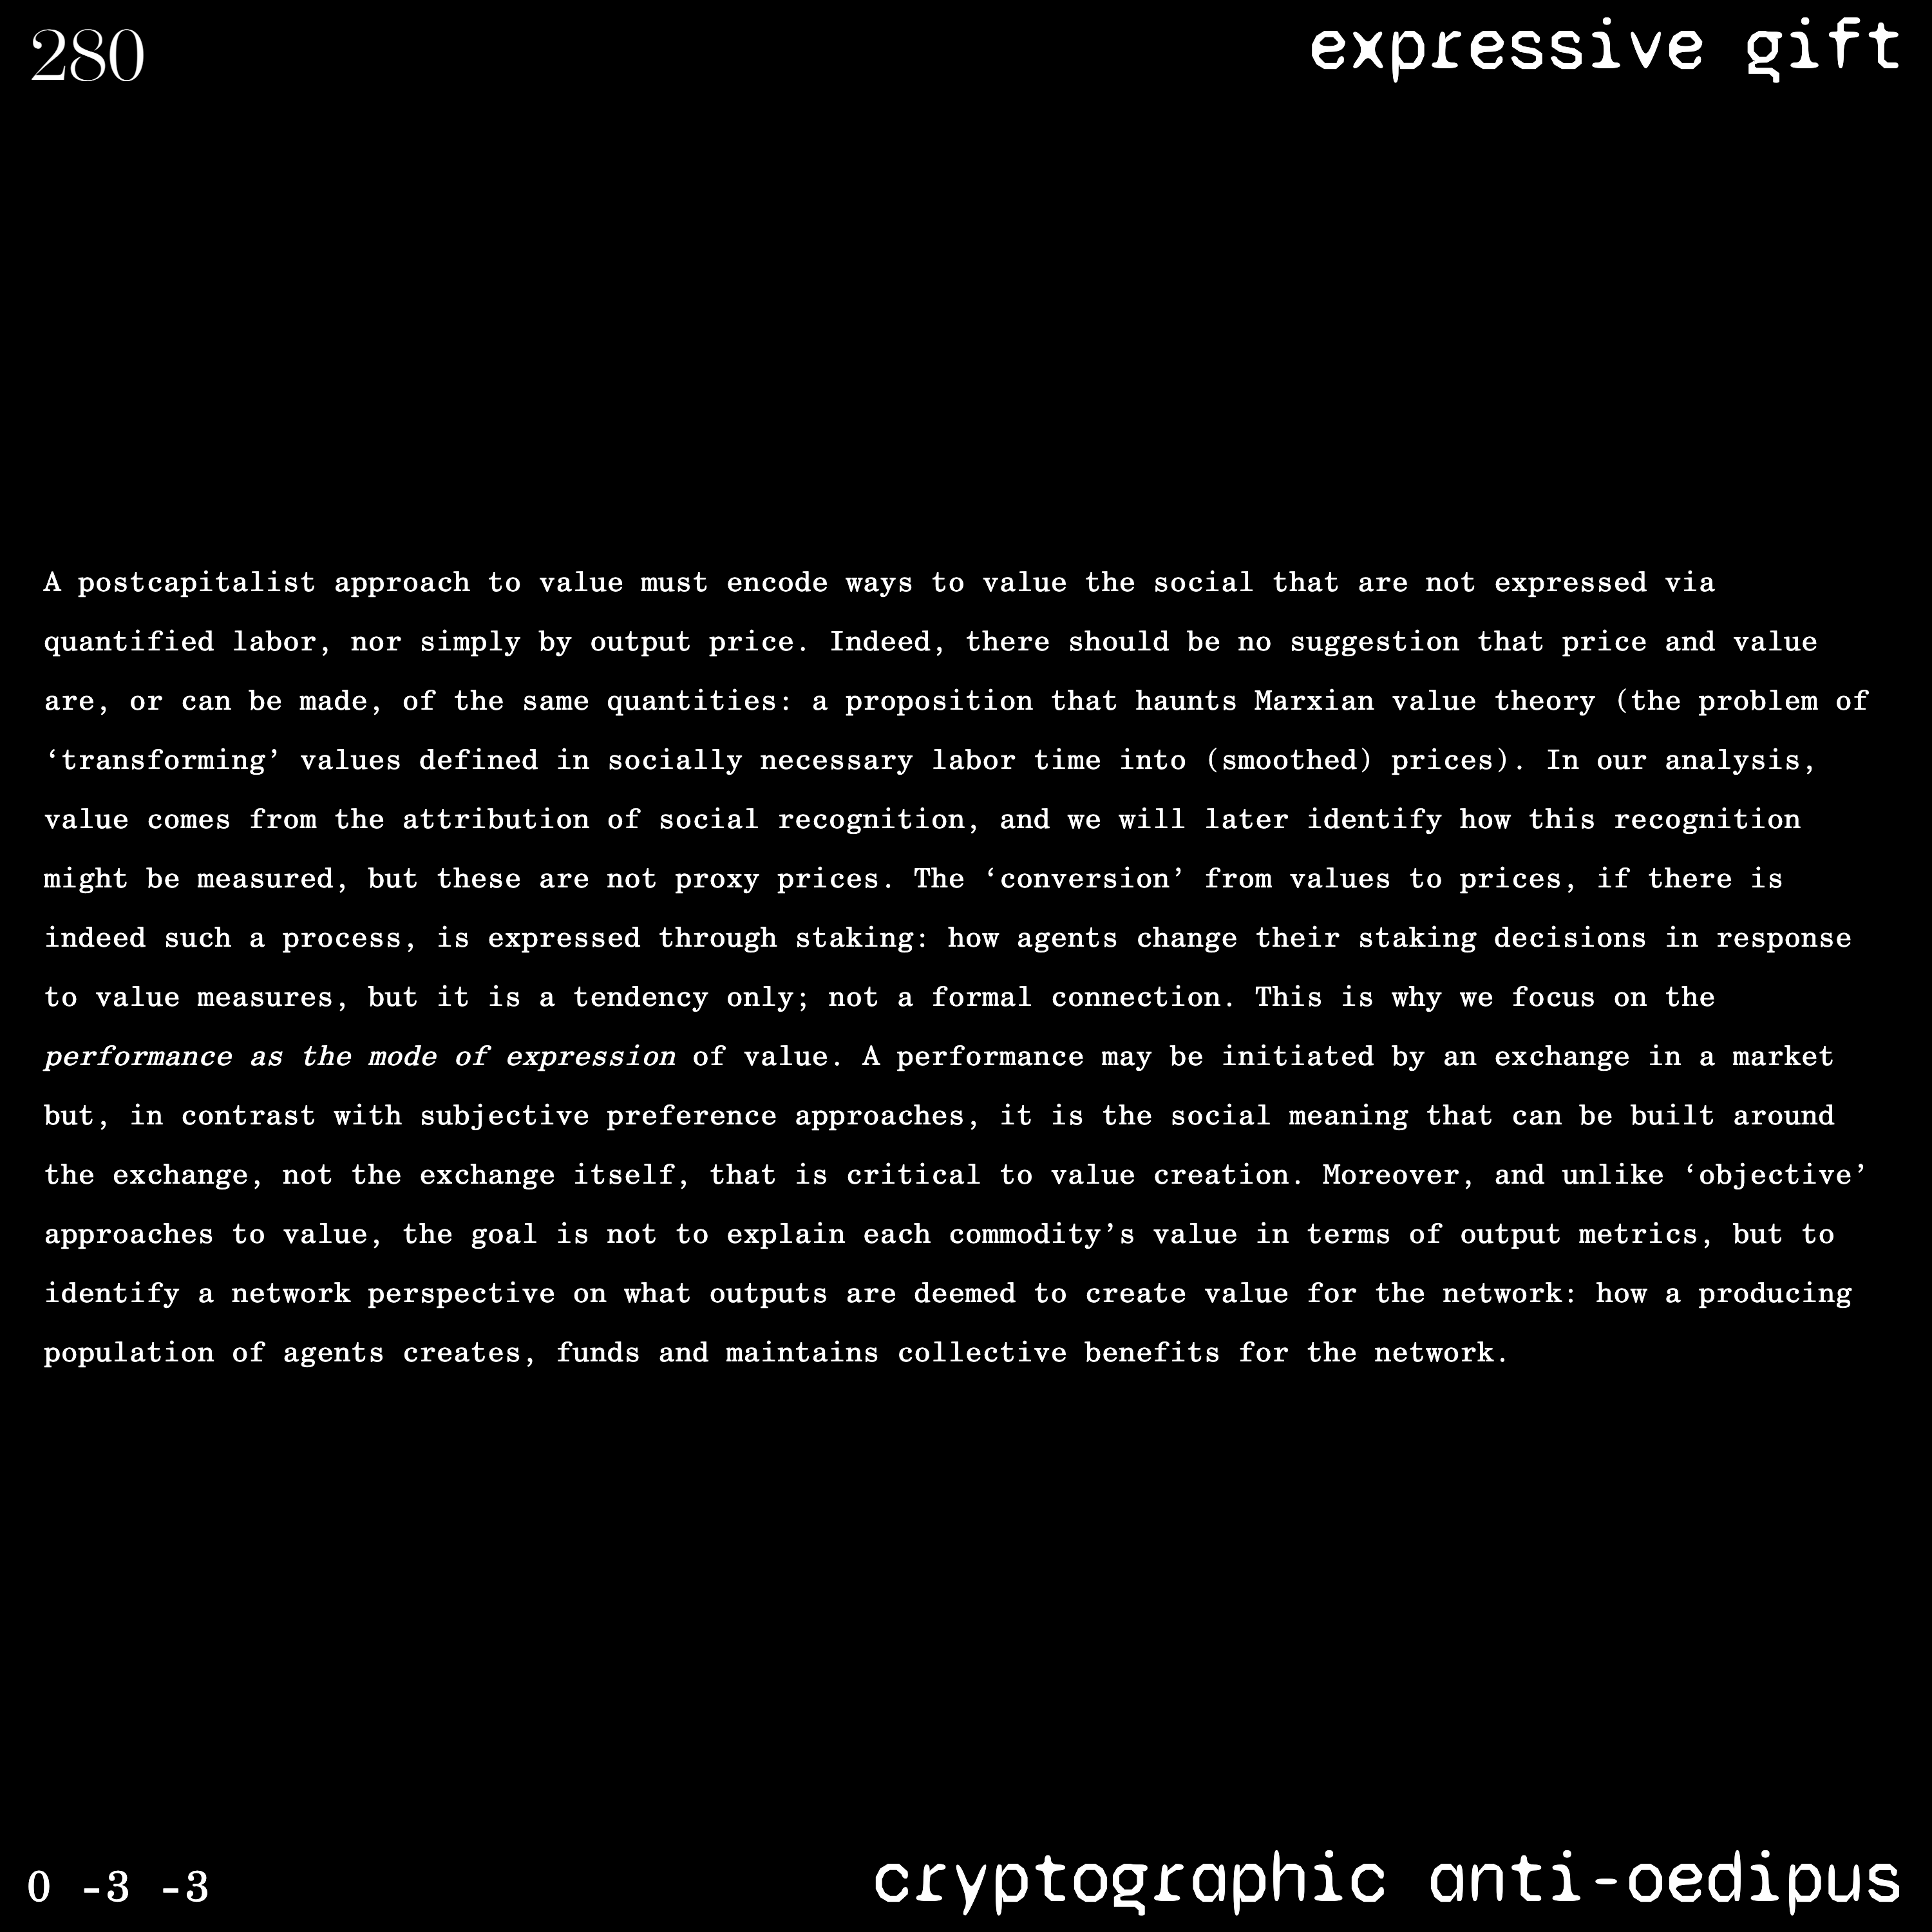 280
expressive gift
A postcapitalist approach to value must encode ways to value the social that are not expressed via
quantified labor, nor simply by output price. Indeed, there should be no suggestion that price and value
are, or can be made, of the same quantities: a proposition that haunts Marxian value theory (the problem of
‘transforming’ values defined in socially necessary labor time into (smoothed) prices). In our analysis,
value comes from the attribution of social recognition, and we will later identify how this recognition
might be measured, but these are not proxy prices. The ‘conversion’ from values to prices, if there is
indeed such a process, is expressed through staking: how agents change their staking decisions in response
to value measures, but it is a tendency only; not a formal connection. This is why we focus on the
performance as the mode of expression of value. A performance may be initiated by an exchange in a market
but, in contrast with subjective preference approaches, it is the social meaning that can be built around
the exchange, not the exchange itself, that is critical to value creation. Moreover, and unlike ‘objective’
approaches to value, the goal is not to explain each commodity’s value in terms of output metrics, but to
identify a network perspective on what outputs are deemed to create value for the network: how a producing
population of agents creates, funds and maintains collective benefits for the network.
0 -3 -3
cryptographic anti-oedipus